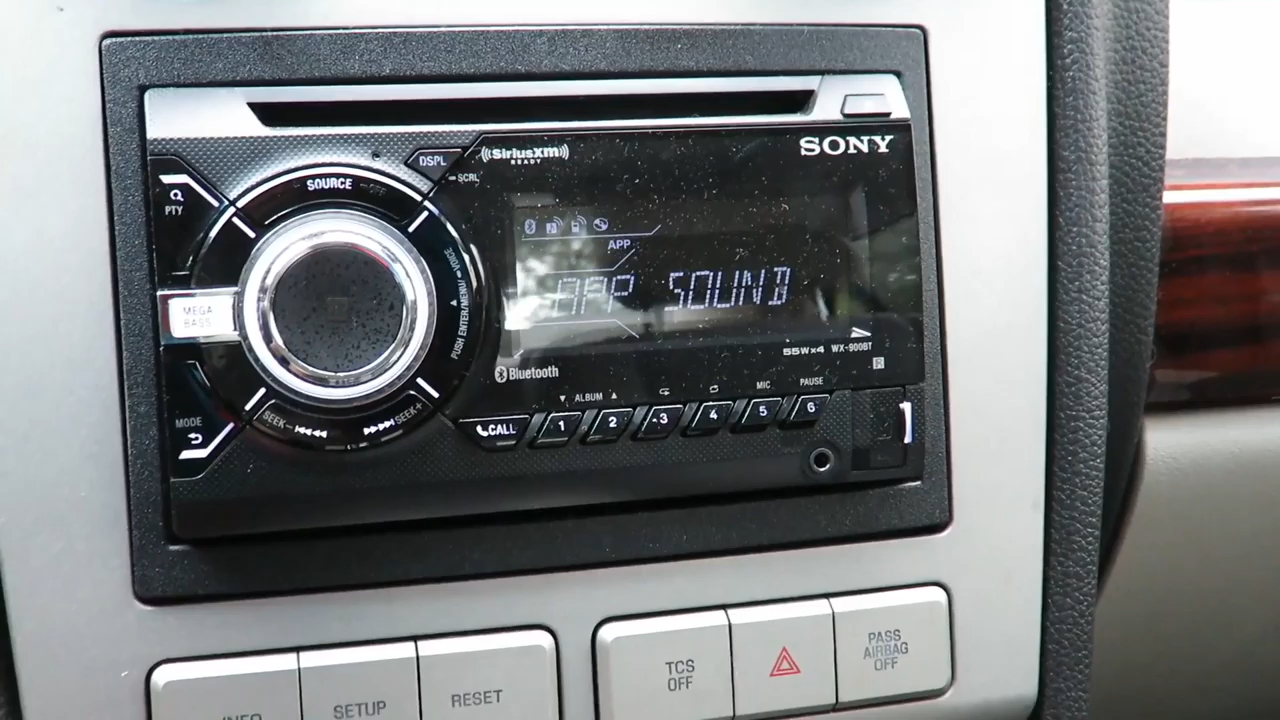 SiriusXM
READY
SONY
DSPL
SCRL
SOURCE
OFF
PTY
MEGA
BASS
PUSH ENTER/MENU VOICE
MODE
SEEK-
SEEK+
APP
APP SOUND
55Wx4 WX-900BT
Bluetooth
ALBUM
MIC
PAUSE
CALL
1
2
3
4
5
6
INFO
SETUP
RESET
TCS
OFF
PASS
AIRBAG
OFF